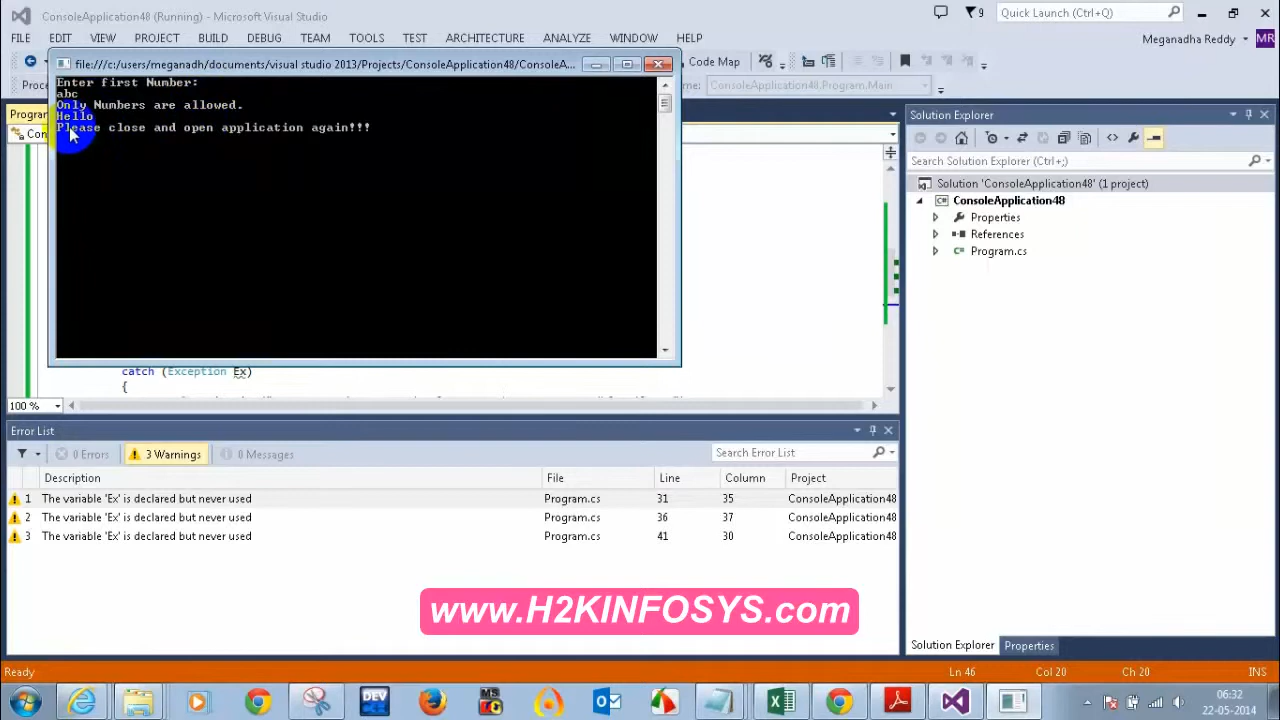 ConsoleApplication48 (Running) - Microsoft Visual Studio
9
Quick Launch (Ctrl+Q)
FILE EDIT VIEW PROJECT BUILD DEBUG TEAM TOOLS TEST ARCHITECTURE ANALYZE WINDOW HELP
Meganadha Reddy
MR
file:///c:/users/meganadh/documents/visual studio 2013/Projects/ConsoleApplication48/ConsoleA...
Code Map
ConsoleApplication48.Program.Main
Enter first Number:
abc
Only Numbers are allowed.
Hello
Please close and open application again!!!
Solution Explorer
Search Solution Explorer (Ctrl+;)
Solution 'ConsoleApplication48' (1 project)
ConsoleApplication48
Properties
References
Program.cs
catch (Exception Ex)
{
100 %
Error List
0 Errors
3 Warnings
0 Messages
Search Error List
Description File Line Column Project
1 The variable 'Ex' is declared but never used Program.cs 31 35 ConsoleApplication48
2 The variable 'Ex' is declared but never used Program.cs 36 37 ConsoleApplication48
3 The variable 'Ex' is declared but never used Program.cs 41 30 ConsoleApplication48
www.H2KINFOSYS.com
Solution Explorer Properties
Ready
Ln 46 Col 20 Ch 20 INS
DEV
MS
06:32
22-05-2014